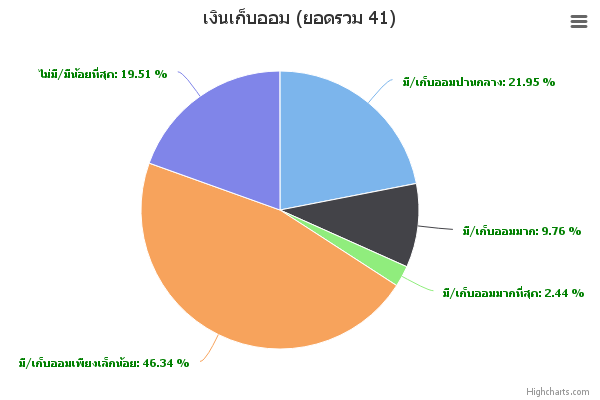 เงินเก็บออม (ยอดรวม 41)
ไม่มี/มีน้อยที่สุด: 19.51 %
มี/เก็บออมปานกลาง: 21.95 %
มี/เก็บออมมาก: 9.76 %
มี/เก็บออมมากที่สุด: 2.44 %
มี/เก็บออมเพียงเล็กน้อย: 46.34 %
Highcharts.com